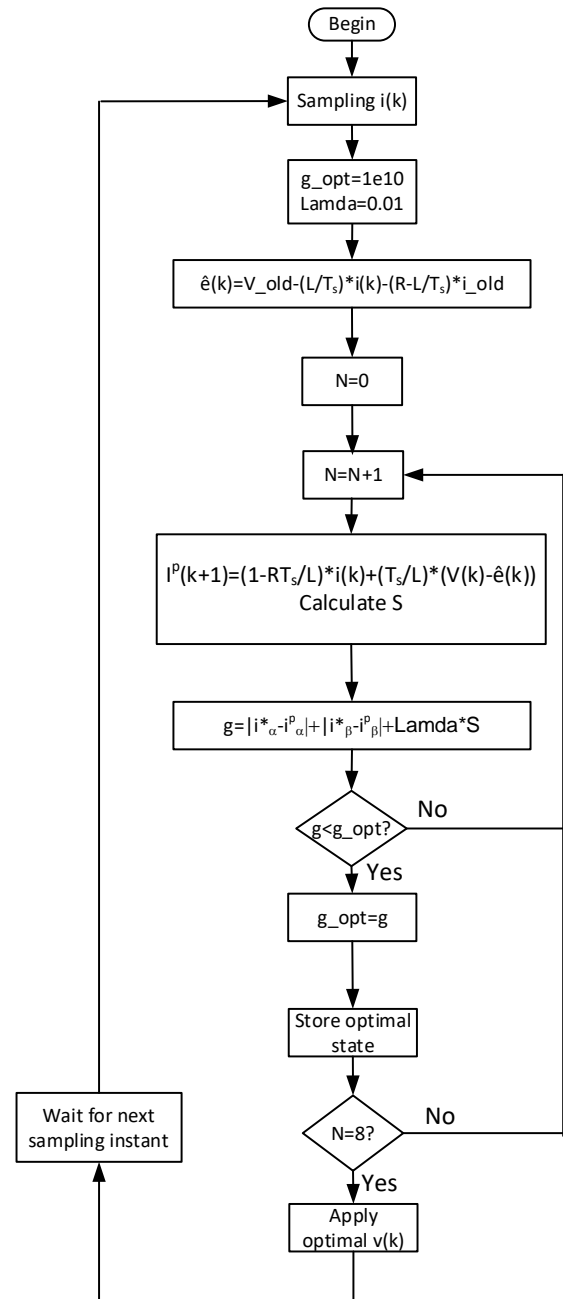 Begin
Sampling i(k)
g_opt=1e10
Lamda=0.01
ê(k)=V_old-(L/Tₛ)*i(k)-(R-L/Tₛ)*i_old
N=0
N=N+1
Iᵖ(k+1)=(1-RTₛ/L)*i(k)+(Tₛ/L)*(V(k)-ê(k))
Calculate S
g=|i*α-iᵖα|+|i*β-iᵖβ|+Lamda*S
g<g_opt?
No
Yes
g_opt=g
Store optimal
state
N=8?
No
Yes
Apply
optimal v(k)
Wait for next
sampling instant